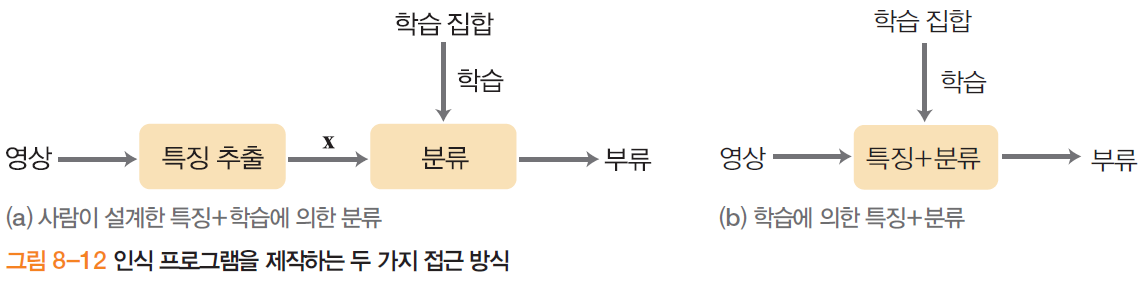 학습 집합
학습
영상
특징 추출
x
분류
부류
(a) 사람이 설계한 특징+학습에 의한 분류
학습 집합
학습
영상
특징+분류
부류
(b) 학습에 의한 특징+분류
그림 8-12 인식 프로그램을 제작하는 두 가지 접근 방식